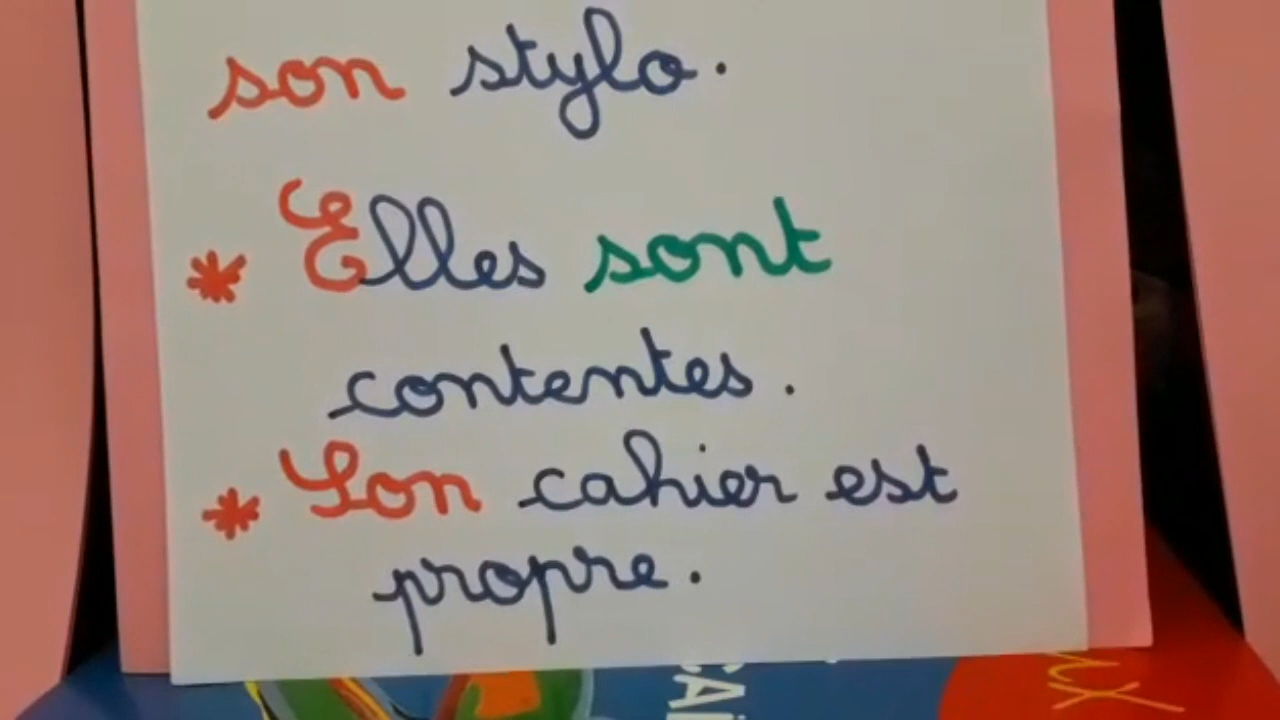 son stylo.
* Elles sont
contentes.
* Son cahier est
propre.